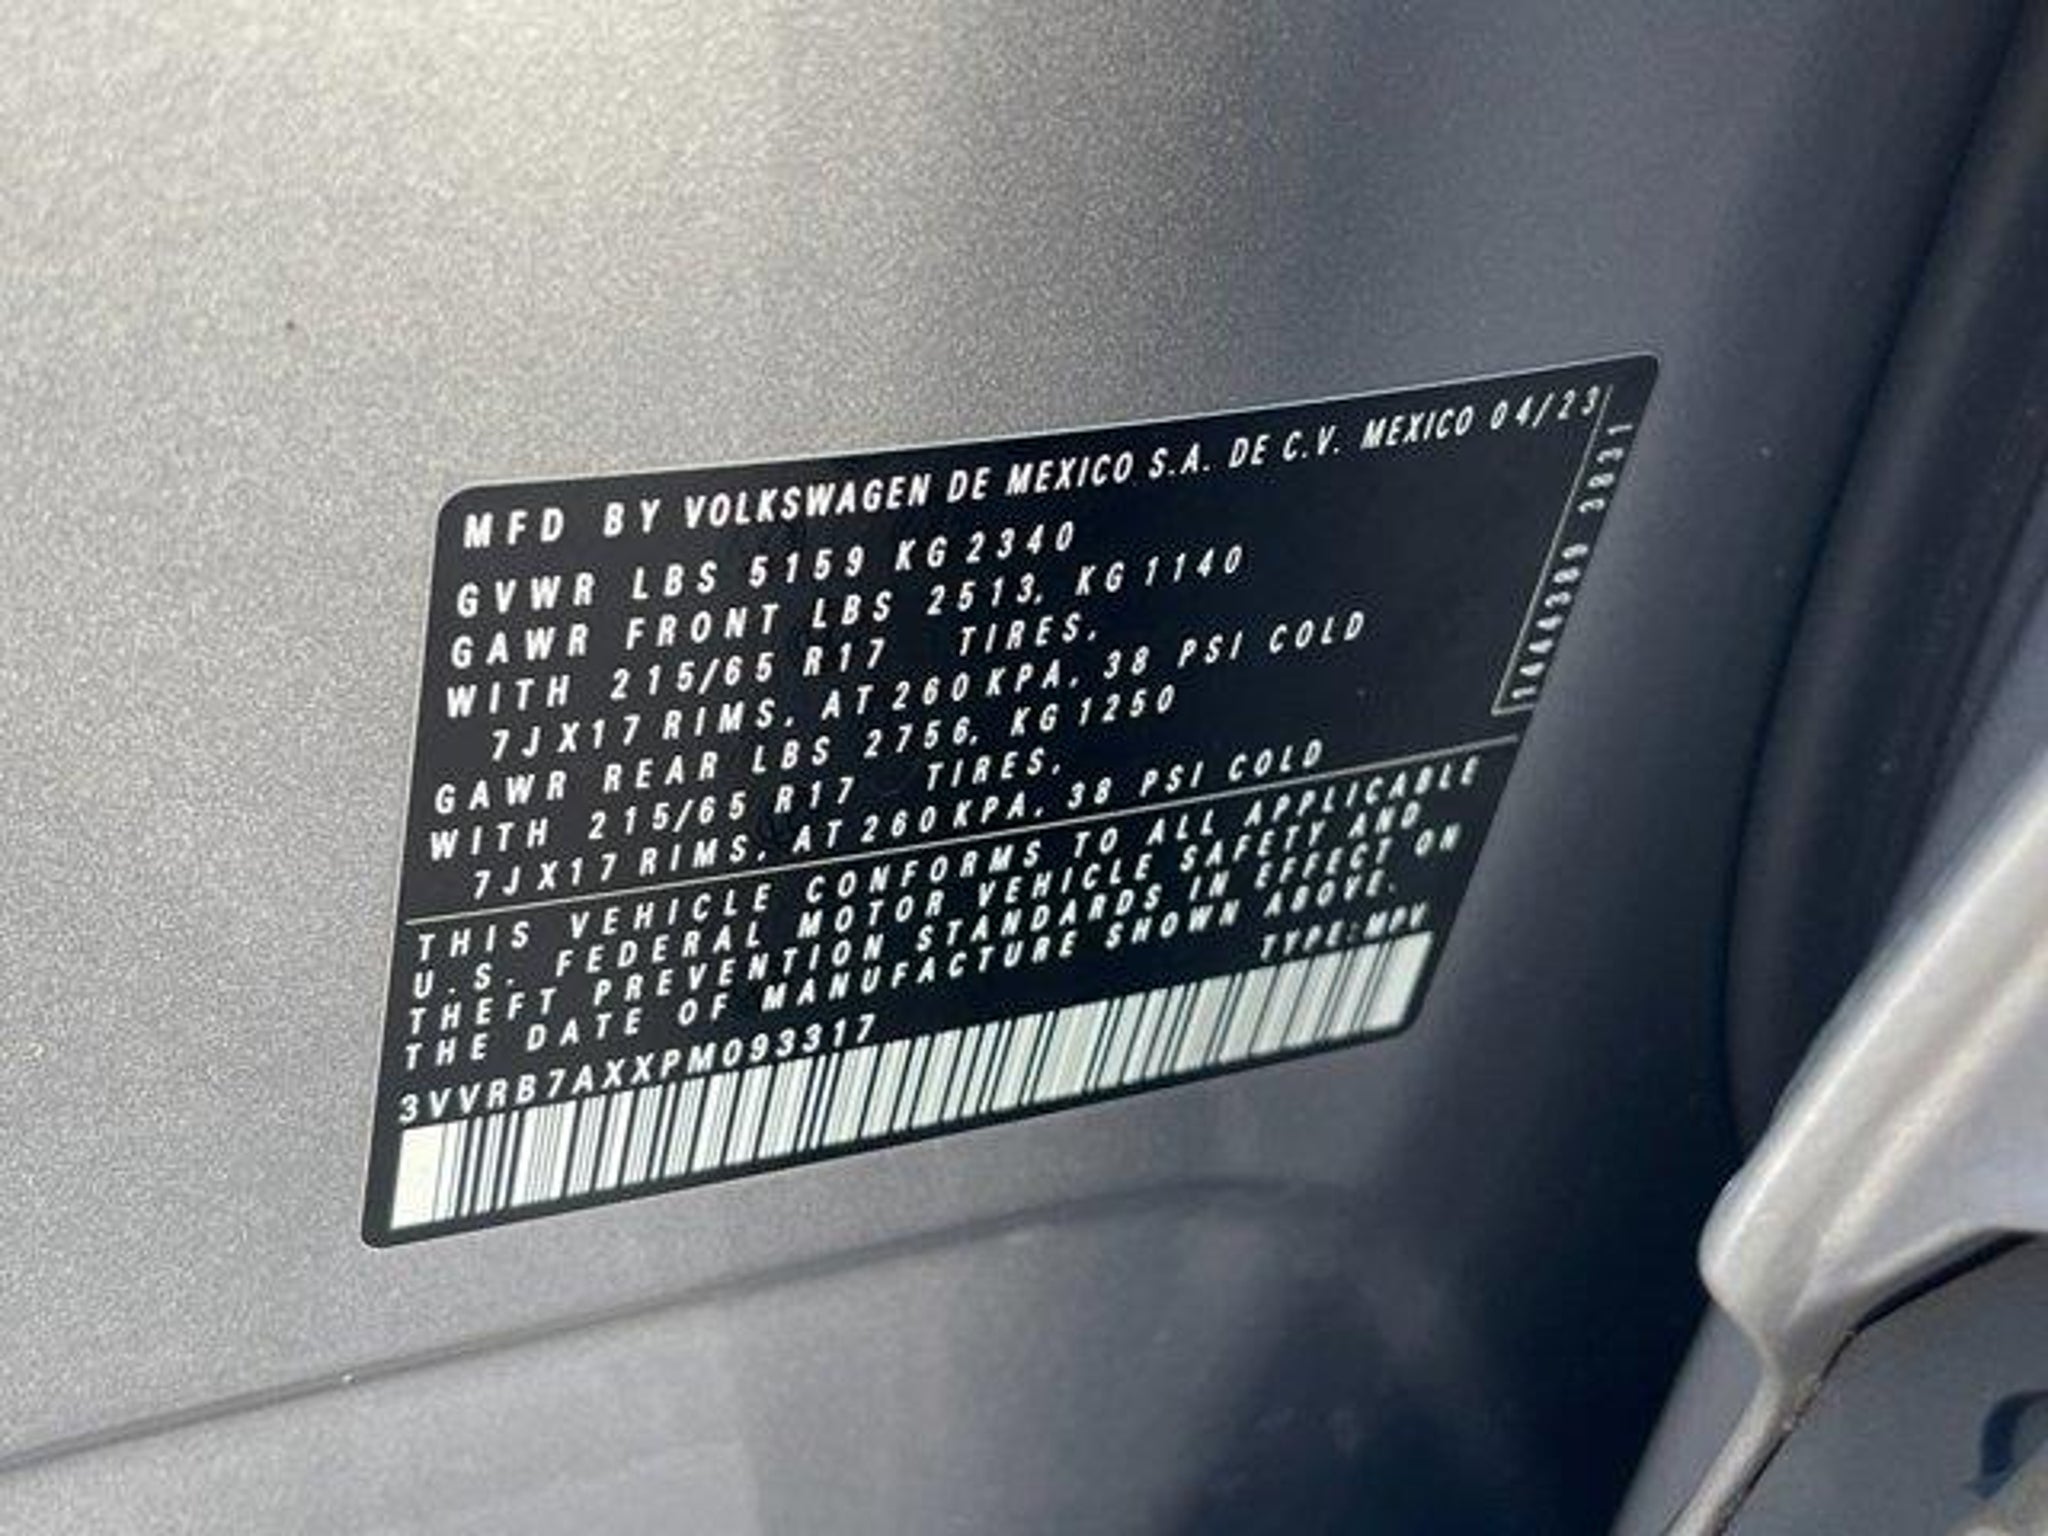 MFD BY VOLKSWAGEN DE MEXICO S.A. DE C.V. MEXICO 04/23
GVWR LBS 5159 KG 2340
GAWR FRONT LBS 2513, KG 1140
WITH 215/65 R17 TIRES,
7JX17 RIMS, AT 260 KPA, 38 PSI COLD
GAWR REAR LBS 2756, KG 1250
WITH 215/65 R17 TIRES,
7JX17 RIMS, AT 260 KPA, 38 PSI COLD
THIS VEHICLE CONFORMS TO ALL APPLICABLE
U.S. FEDERAL MOTOR VEHICLE SAFETY AND
THEFT PREVENTION STANDARDS IN EFFECT ON
THE DATE OF MANUFACTURE SHOWN ABOVE.
3VVRB7AXXPM093317 TYPE:MPV